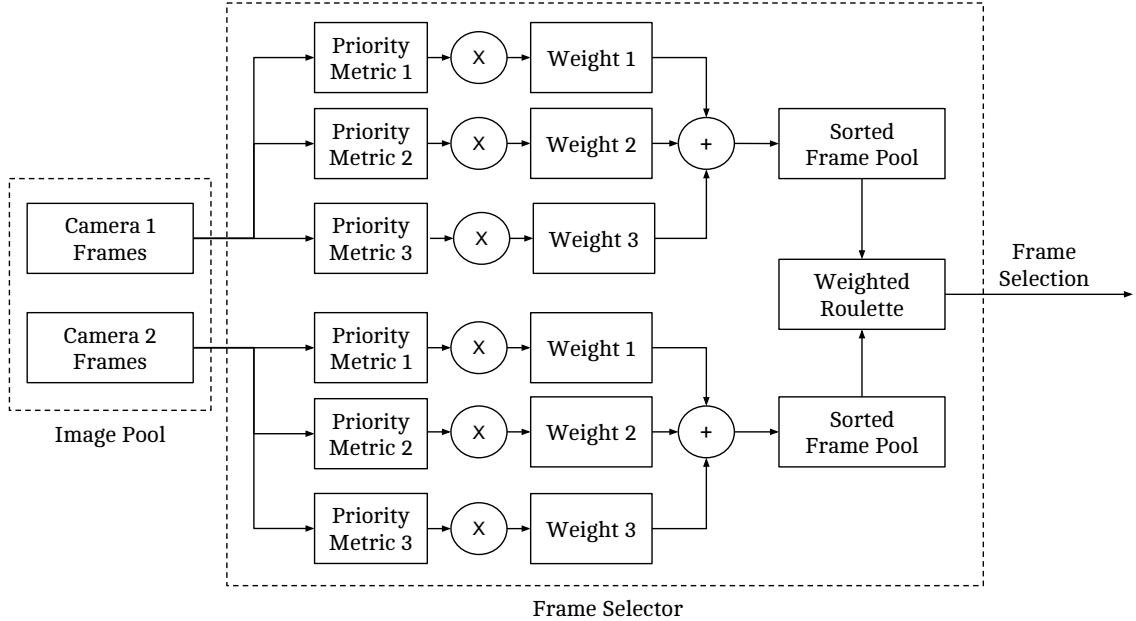 Priority
Metric 1
X
Weight 1
Priority
Metric 2
X
Weight 2
+
Sorted
Frame Pool
Camera 1
Frames
Priority
Metric 3
X
Weight 3
Weighted
Roulette
Frame
Selection
Camera 2
Frames
Priority
Metric 1
X
Weight 1
Image Pool
Priority
Metric 2
X
Weight 2
+
Sorted
Frame Pool
Priority
Metric 3
X
Weight 3
Frame Selector